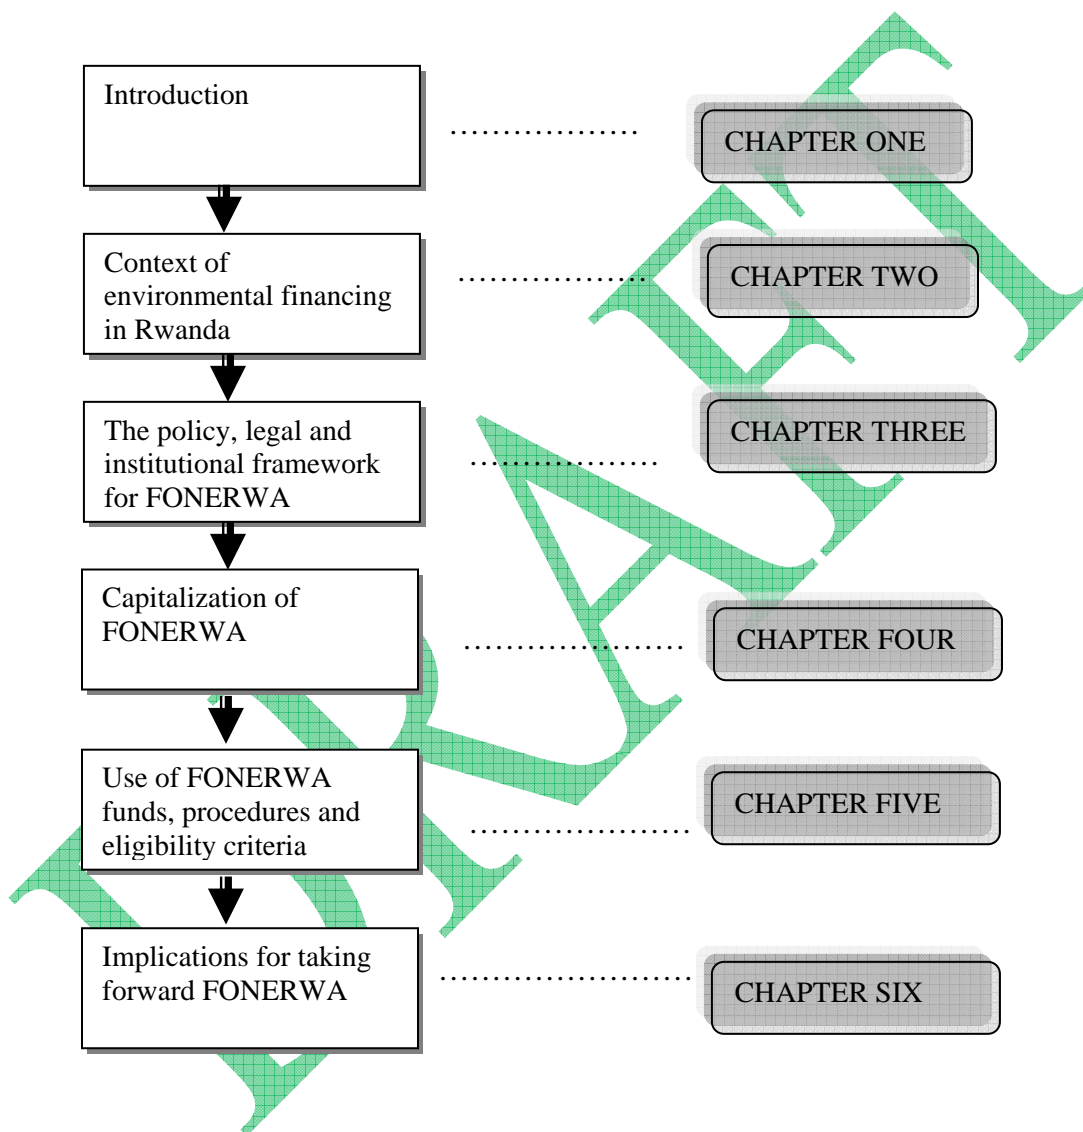 Introduction
.................. CHAPTER ONE
Context of
environmental financing
in Rwanda
.................. CHAPTER TWO
The policy, legal and
institutional framework
for FONERWA
.................. CHAPTER THREE
Capitalization of
FONERWA
..................... CHAPTER FOUR
Use of FONERWA
funds, procedures and
eligibility criteria
..................... CHAPTER FIVE
Implications for taking
forward FONERWA
........................ CHAPTER SIX
DRAFT